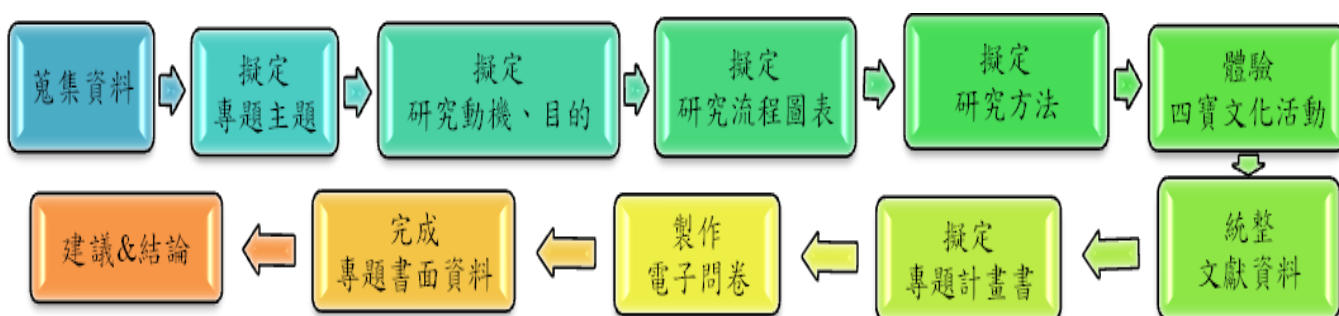 蒐集資料
擬定
專題主題
擬定
研究動機、目的
擬定
研究流程圖表
擬定
研究方法
體驗
四寶文化活動
統整
文獻資料
擬定
專題計畫書
製作
電子問卷
完成
專題書面資料
建議&結論